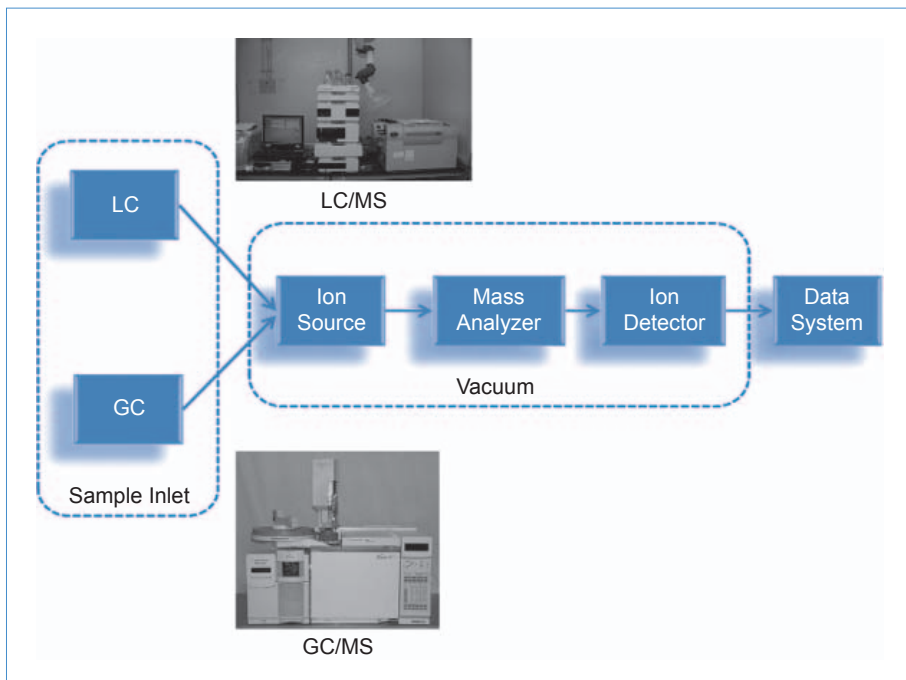 LC/MS
LC
Ion
Source
Mass
Analyzer
Ion
Detector
Data
System
Vacuum
GC
Sample Inlet
GC/MS